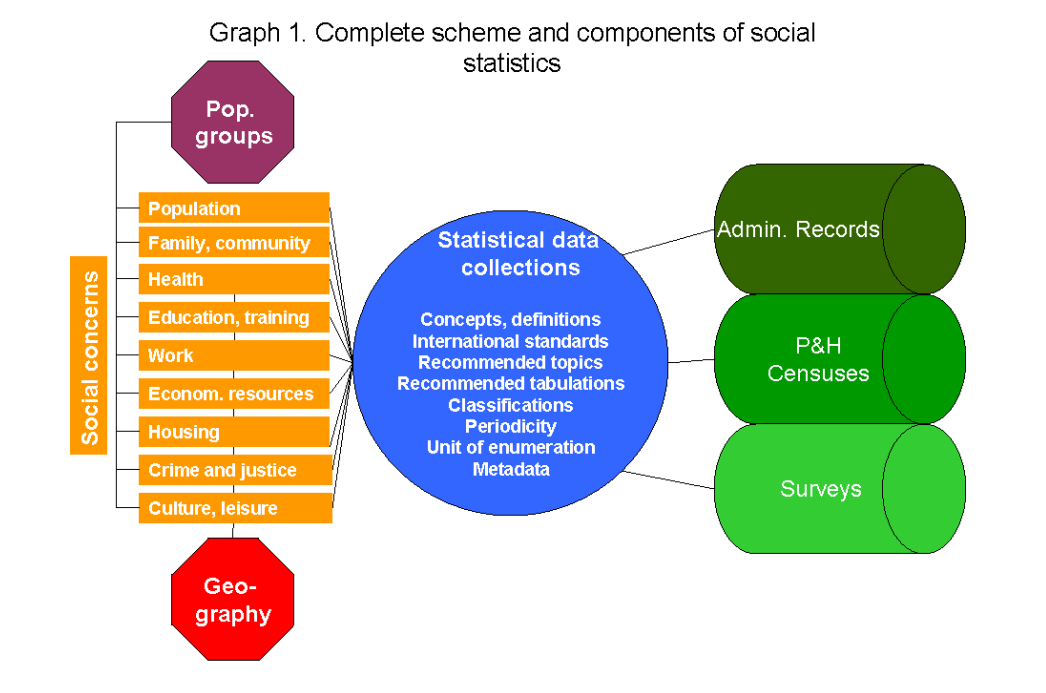 Graph 1. Complete scheme and components of social
statistics
Pop.
groups
Social concerns
Population
Family, community
Health
Education, training
Work
Econom. resources
Housing
Crime and justice
Culture, leisure
Geo-
graphy
Statistical data
collections
Concepts, definitions
International standards
Recommended topics
Recommended tabulations
Classifications
Periodicity
Unit of enumeration
Metadata
Admin. Records
P&H
Censuses
Surveys